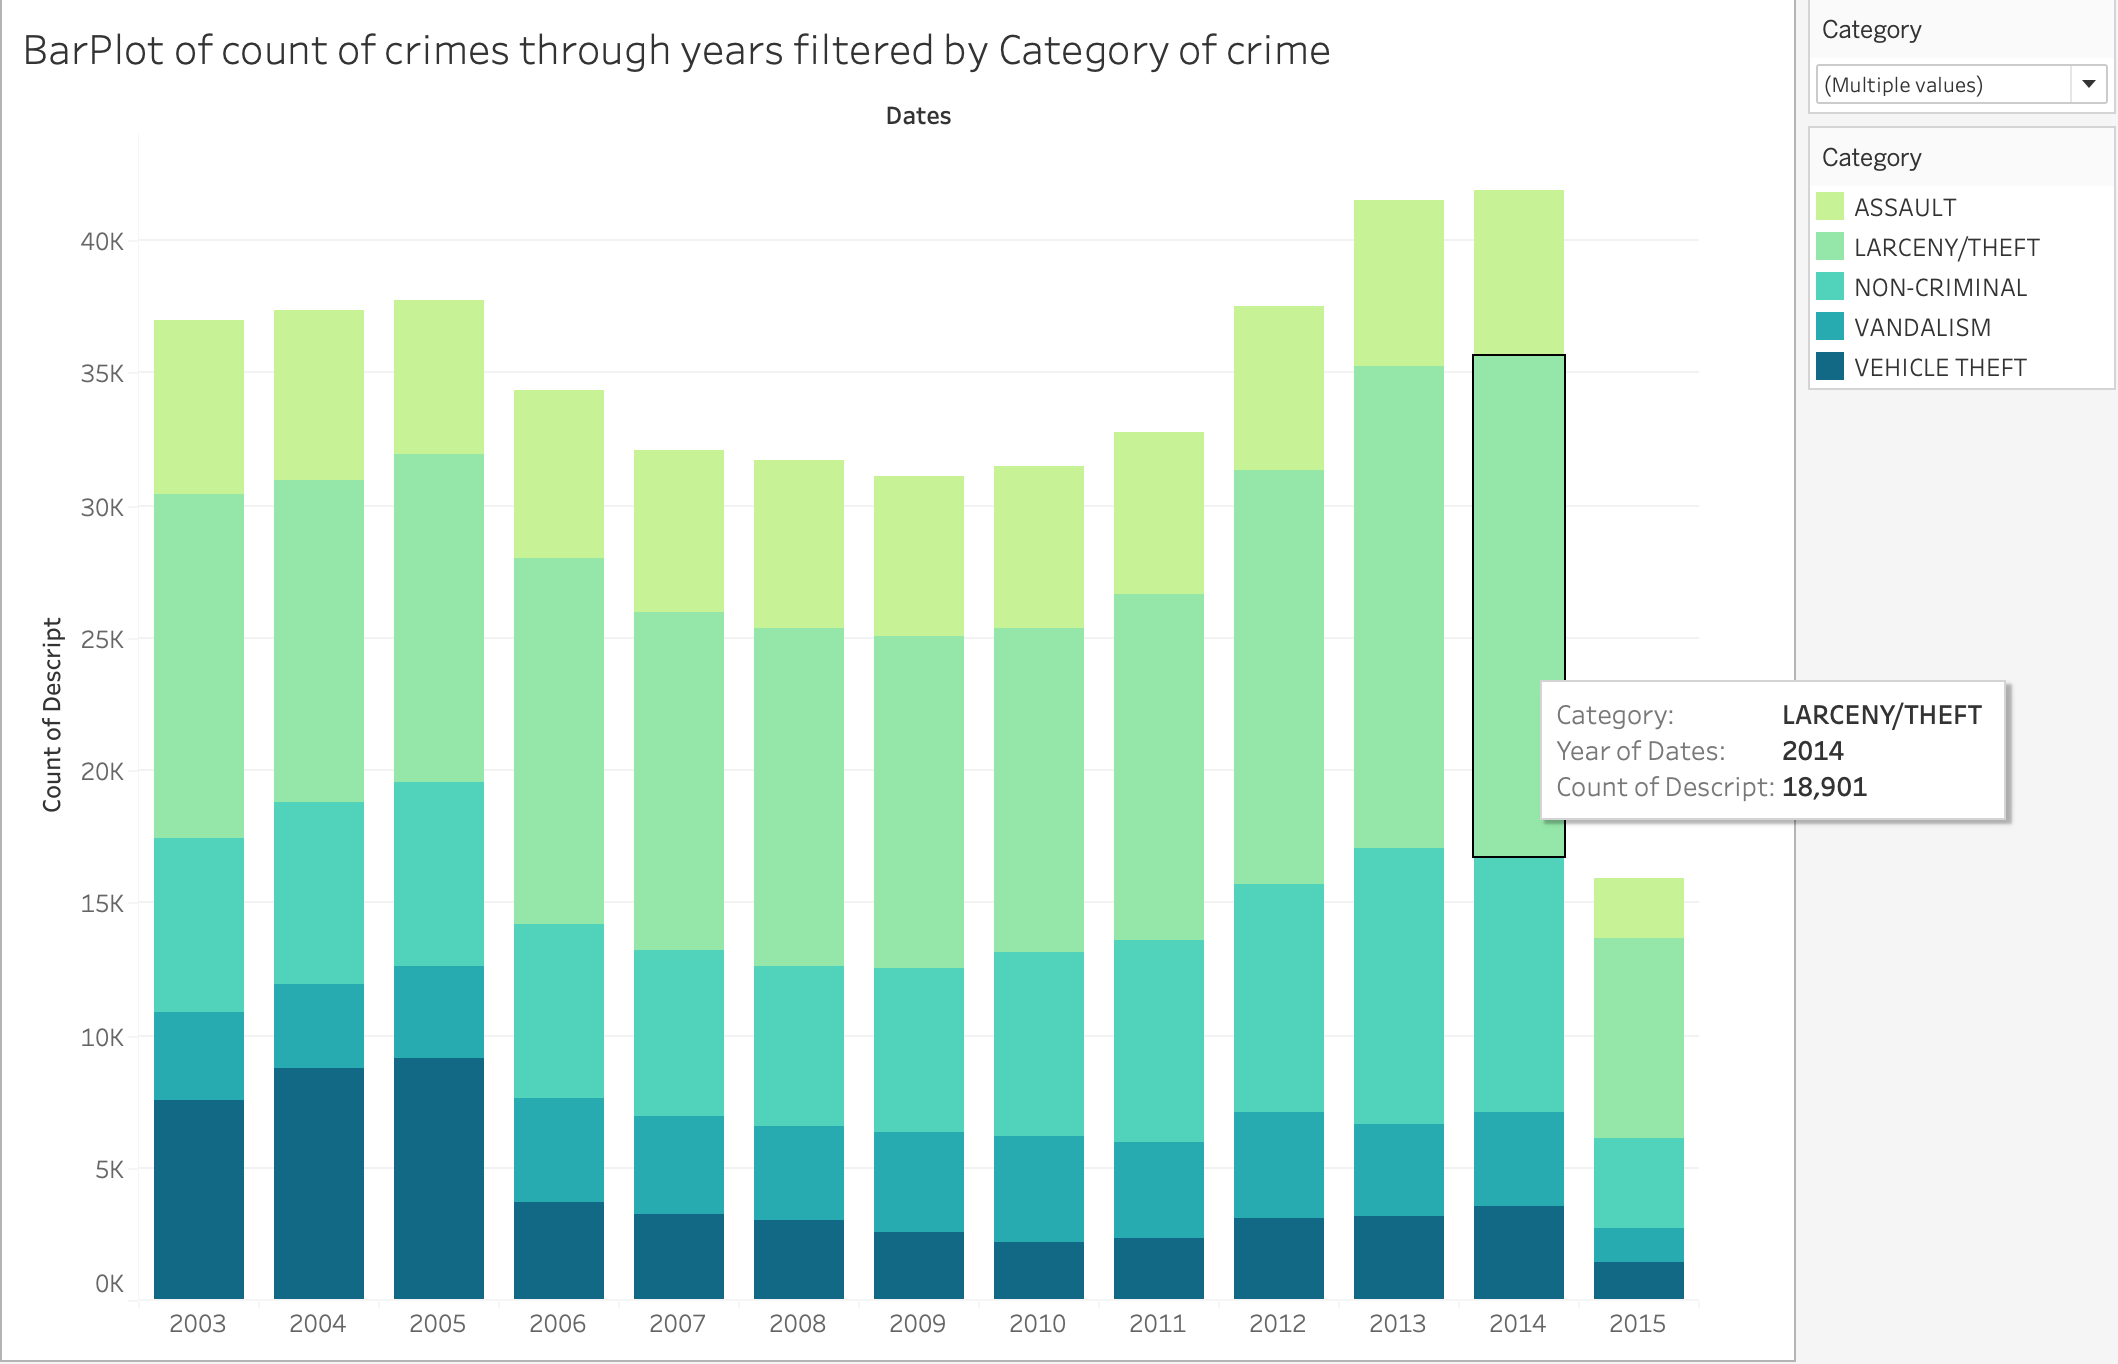 BarPlot of count of crimes through years filtered by Category of crime
Dates
Count of Descript
40K
35K
30K
25K
20K
15K
10K
5K
0K
2003 2004 2005 2006 2007 2008 2009 2010 2011 2012 2013 2014 2015
Category: LARCENY/THEFT
Year of Dates: 2014
Count of Descript: 18,901
Category
(Multiple values)
Category
ASSAULT
LARCENY/THEFT
NON-CRIMINAL
VANDALISM
VEHICLE THEFT